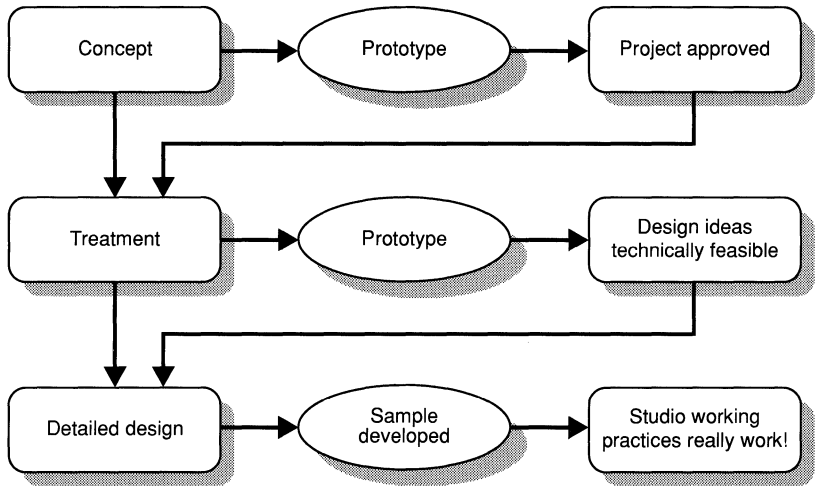 Concept
Prototype
Project approved
Treatment
Prototype
Design ideas
technically feasible
Detailed design
Sample
developed
Studio working
practices really work!